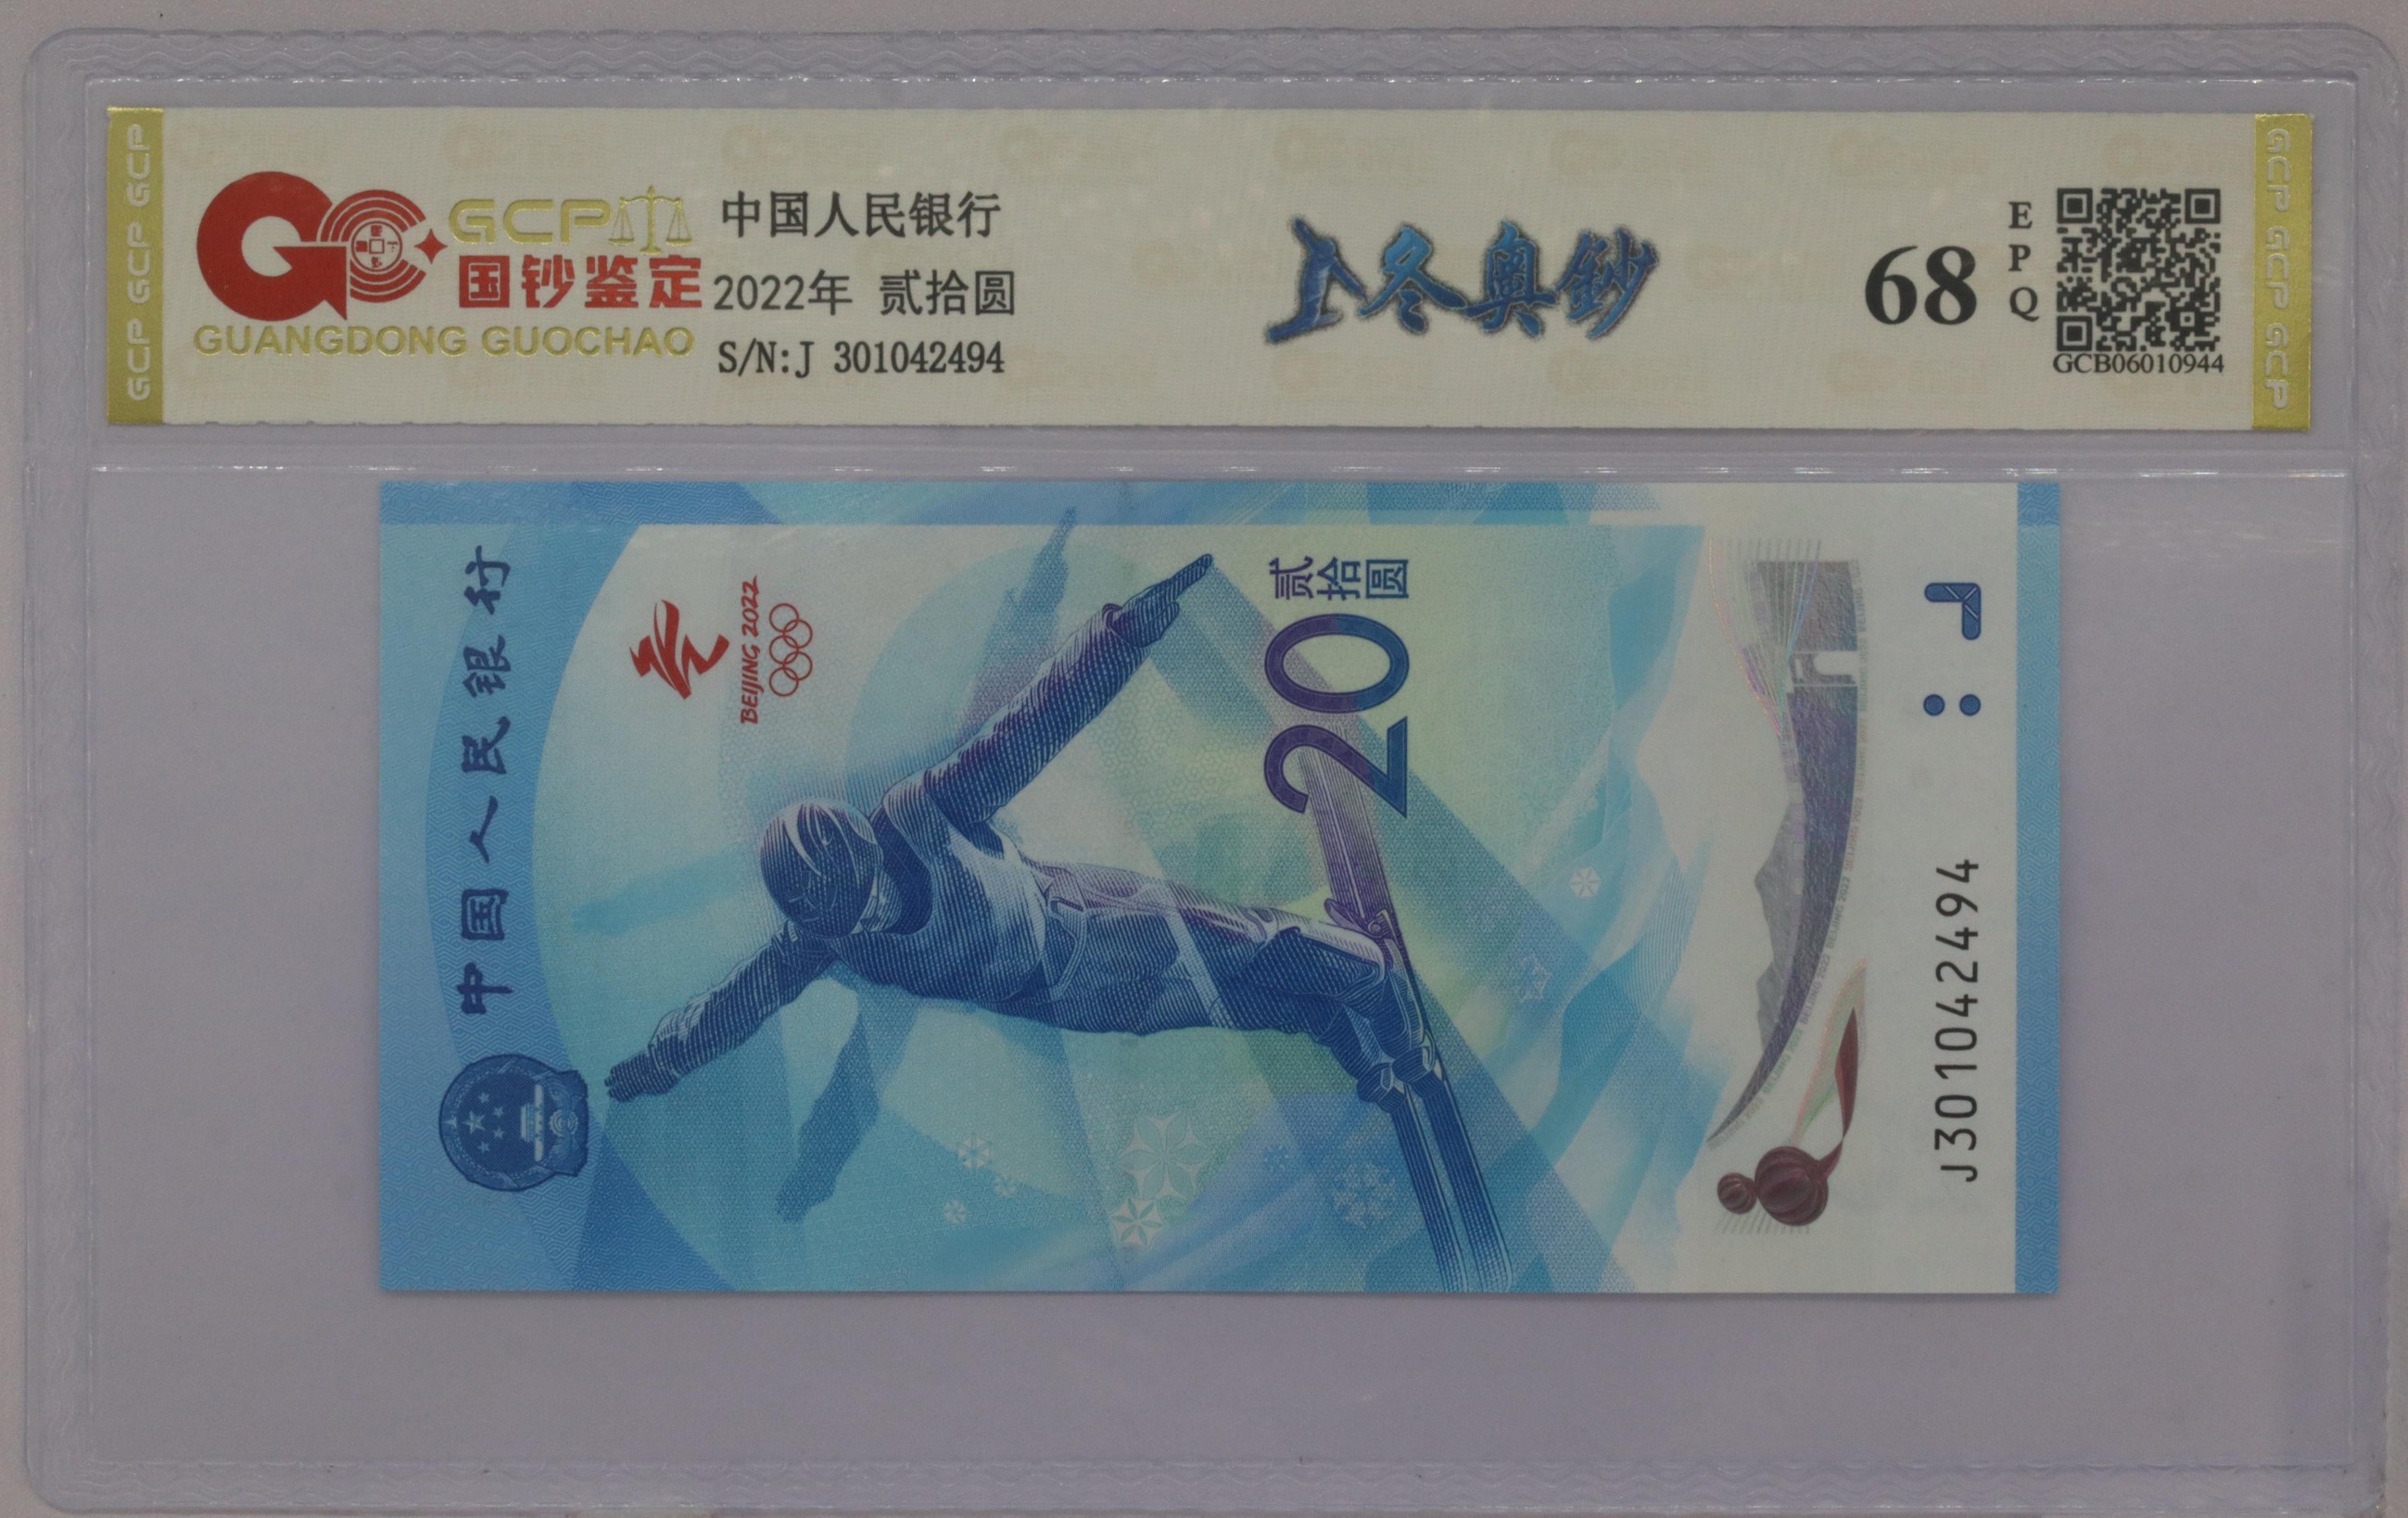 GCP GCP GCP
GCP
国钞鉴定
GUANGDONG GUOCHAO
中国人民银行
2022年 贰拾圆
S/N:J 301042494
冬奥鈔
68
EPQ
GCB06010944
GCP GCP GCP
中国人民银行
BEIJING 2022
贰拾圆
20
J301042494